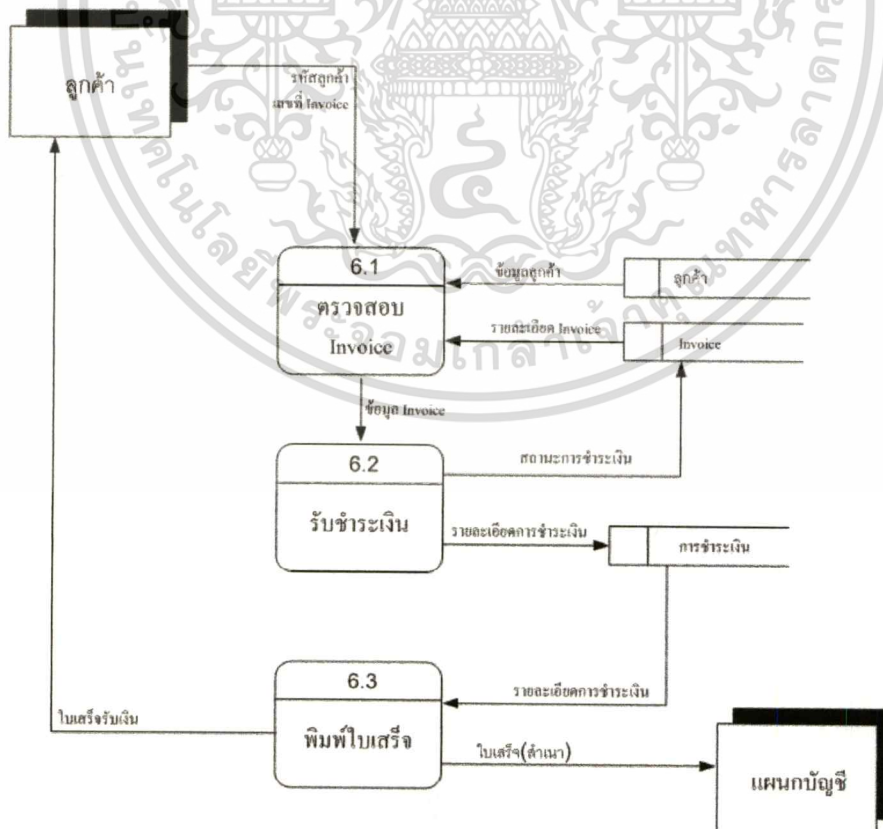 ลูกค้า
รหัสลูกค้า
เลขที่ Invoice
6.1
ตรวจสอบ
Invoice
ข้อมูลลูกค้า
ลูกค้า
รายละเอียด Invoice
Invoice
ข้อมูล Invoice
6.2
รับชำระเงิน
สถานะการชำระเงิน
รายละเอียดการชำระเงิน
การชำระเงิน
6.3
พิมพ์ใบเสร็จ
รายละเอียดการชำระเงิน
ใบเสร็จรับเงิน
ใบเสร็จ(สำเนา)
แผนกบัญชี